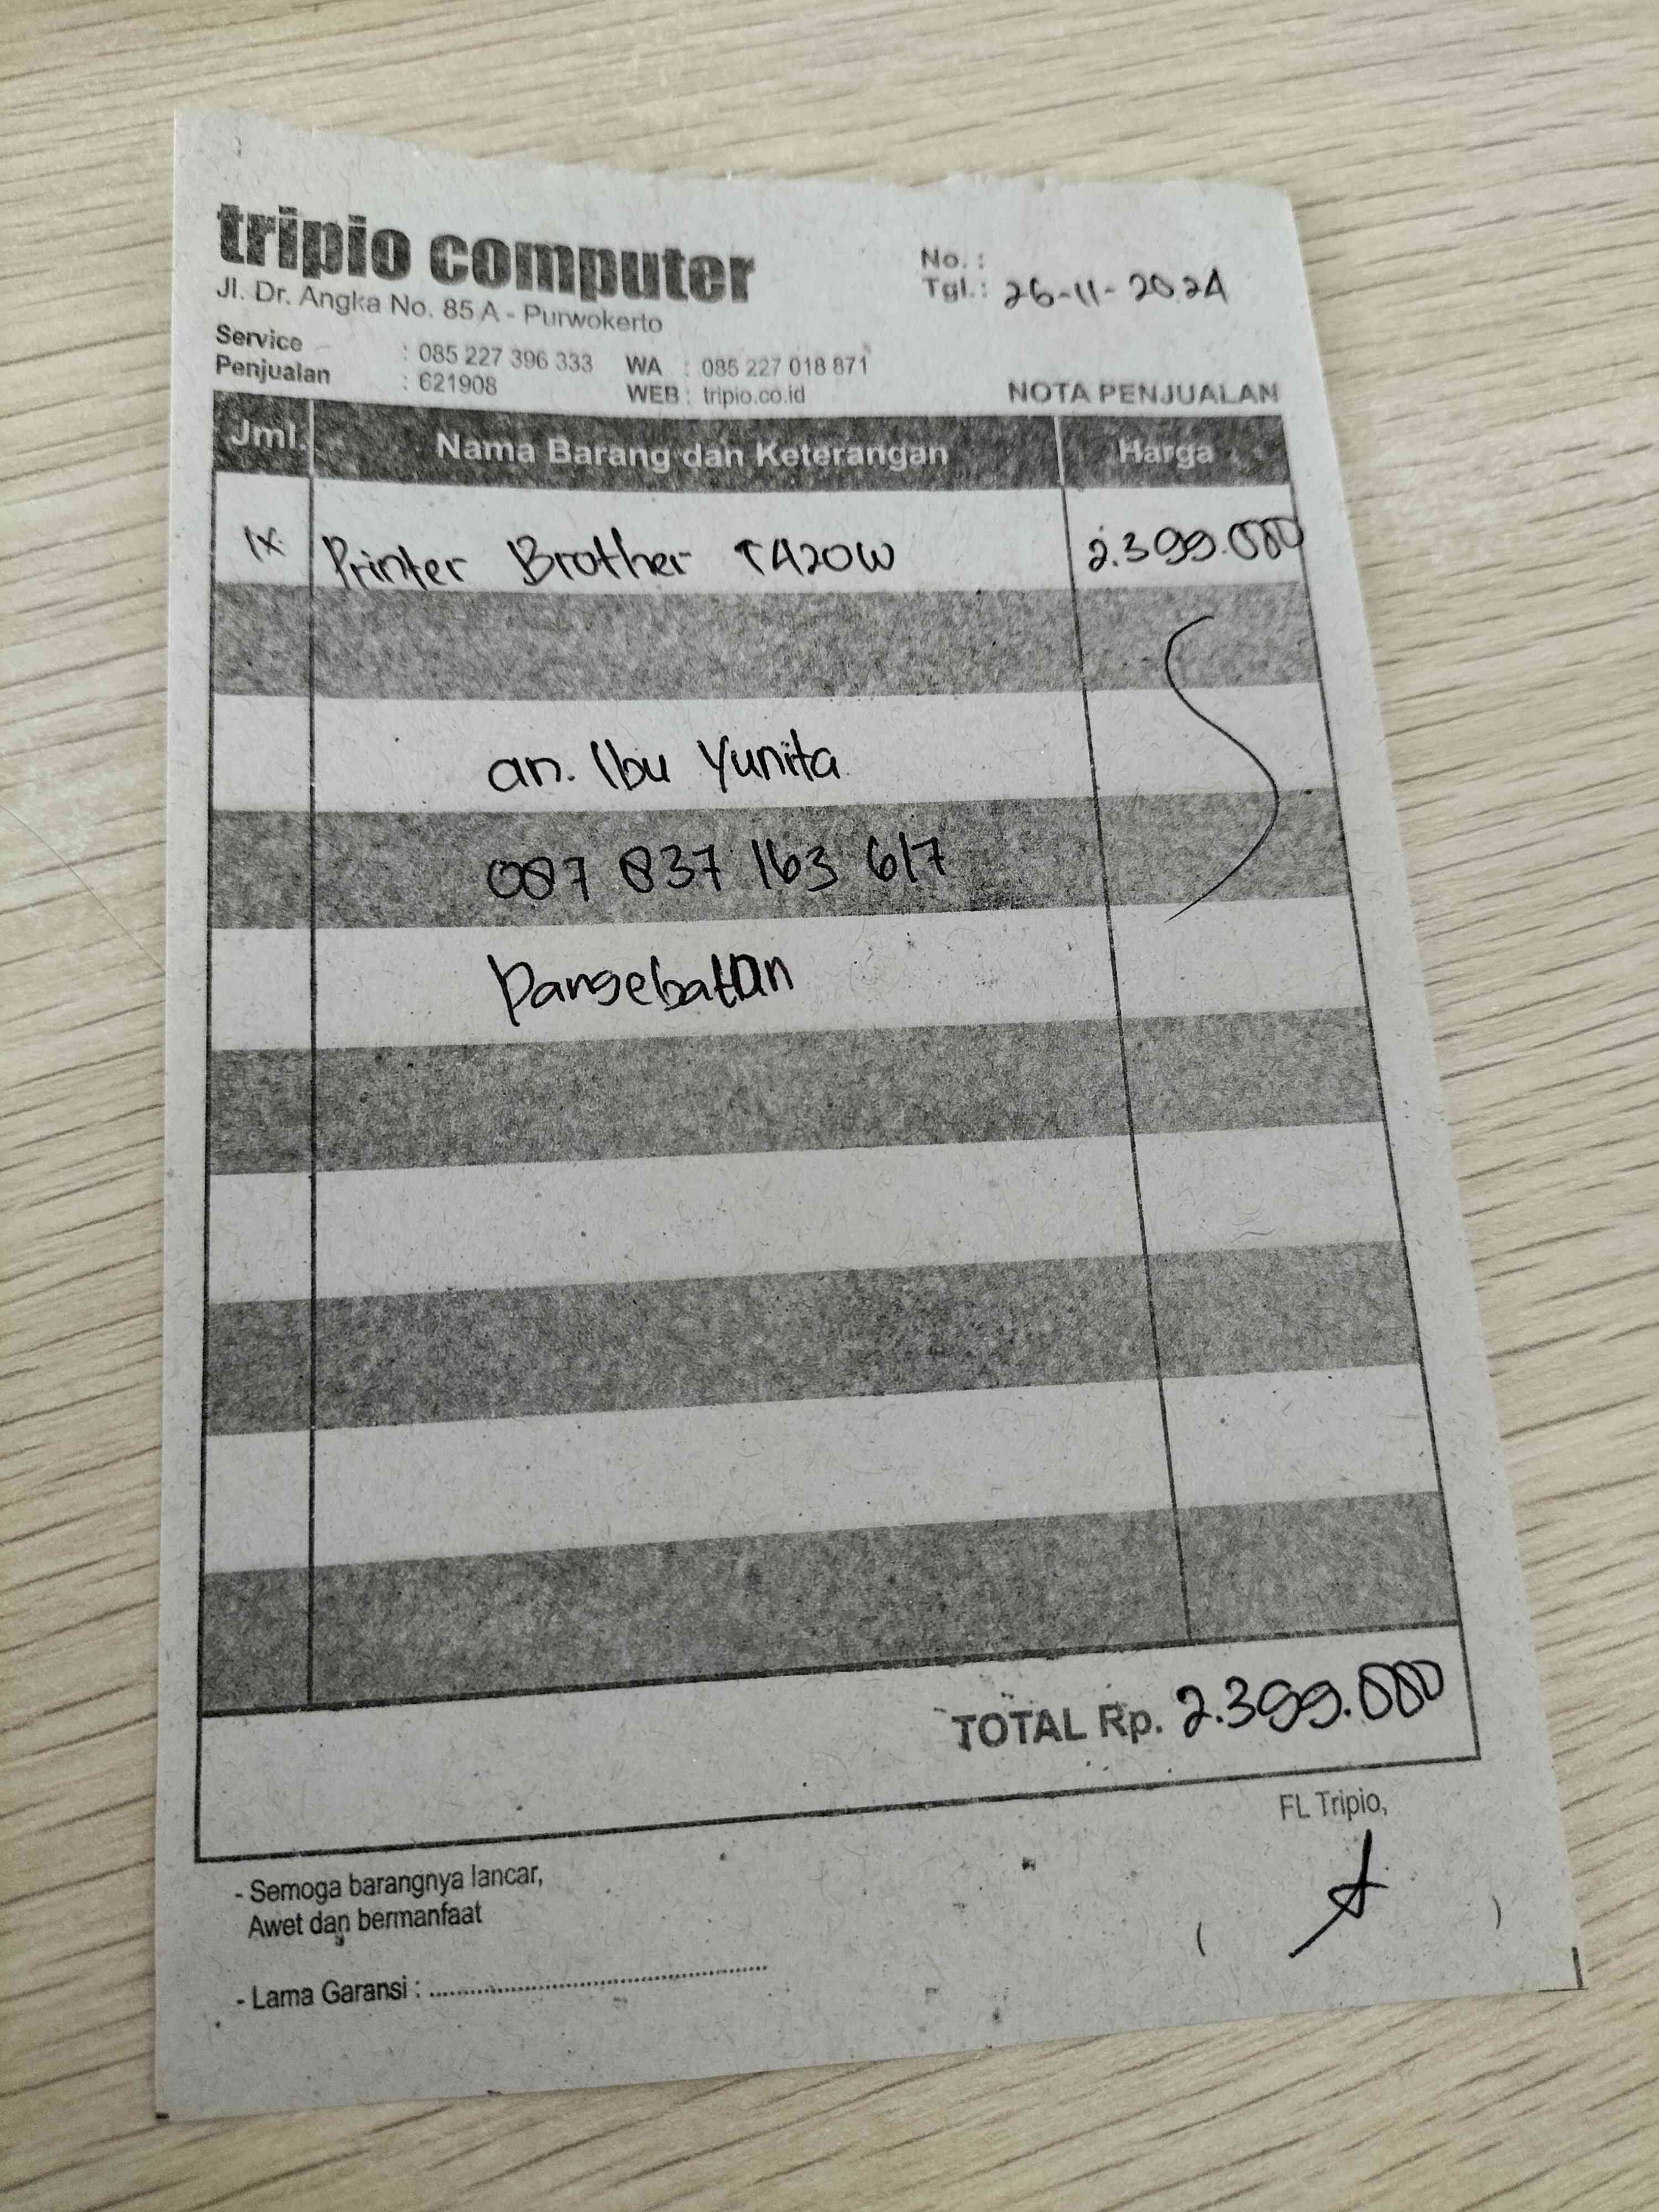 tripio computer
Jl. Dr. Angka No. 85 A - Purwokerto
No. :
Tgl.: 26-11-2024
Service : 085 227 396 333 WA : 085 227 018 871
Penjualan : 621908 WEB : tripio.co.id
NOTA PENJUALAN
Jml. Nama Barang dan Keterangan Harga
1x Printer Brother T420W 2.399.000
an. Ibu Yunita
087 837 163 617
Pangebatan
TOTAL Rp. 2.399.000
FL Tripio,
- Semoga barangnya lancar,
Awet dan bermanfaat
( )
- Lama Garansi : ....................................................